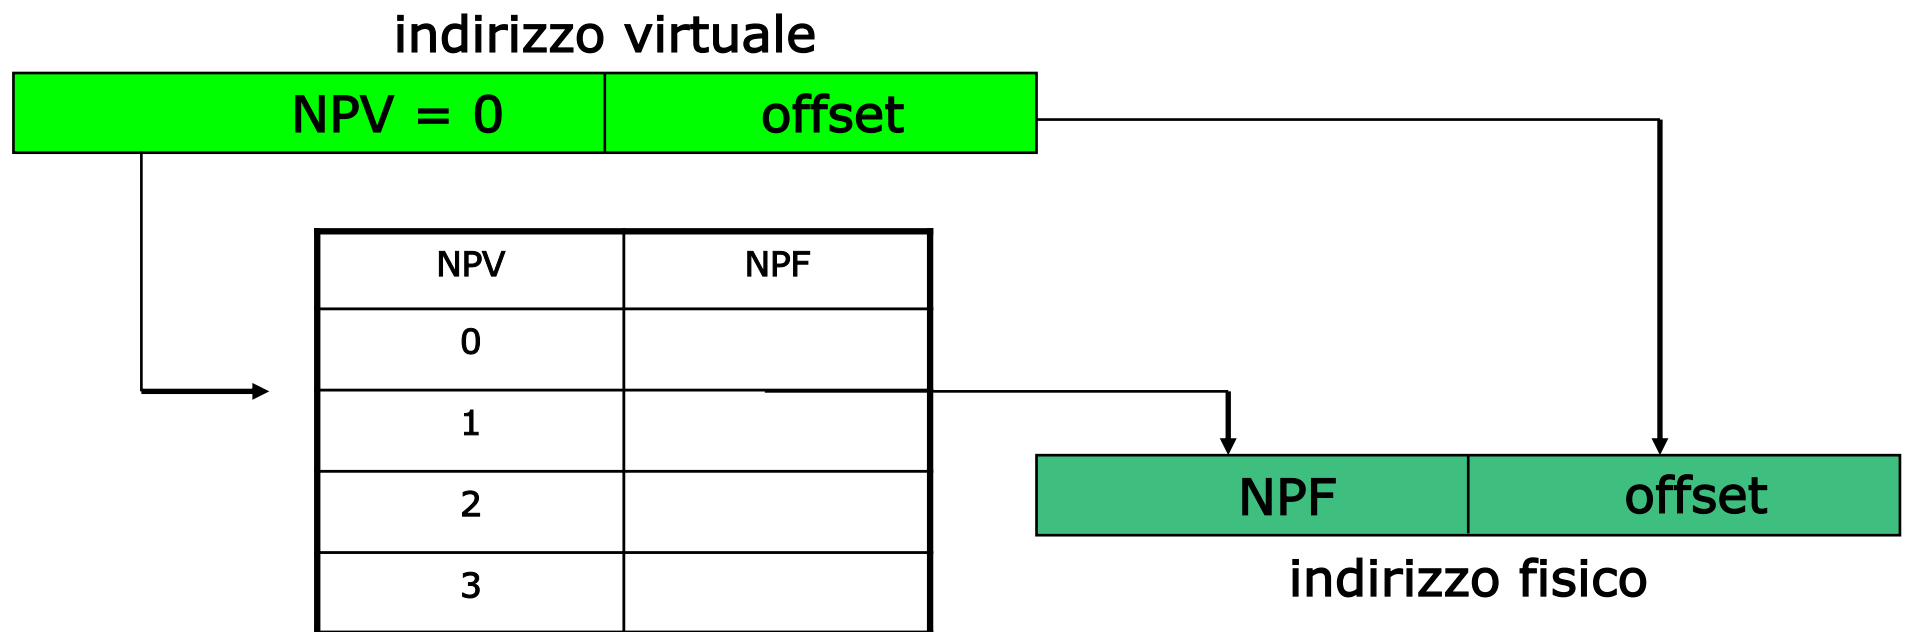 indirizzo virtuale
NPV = 0 offset
NPV NPF
0
1
2
3
NPF offset
indirizzo fisico